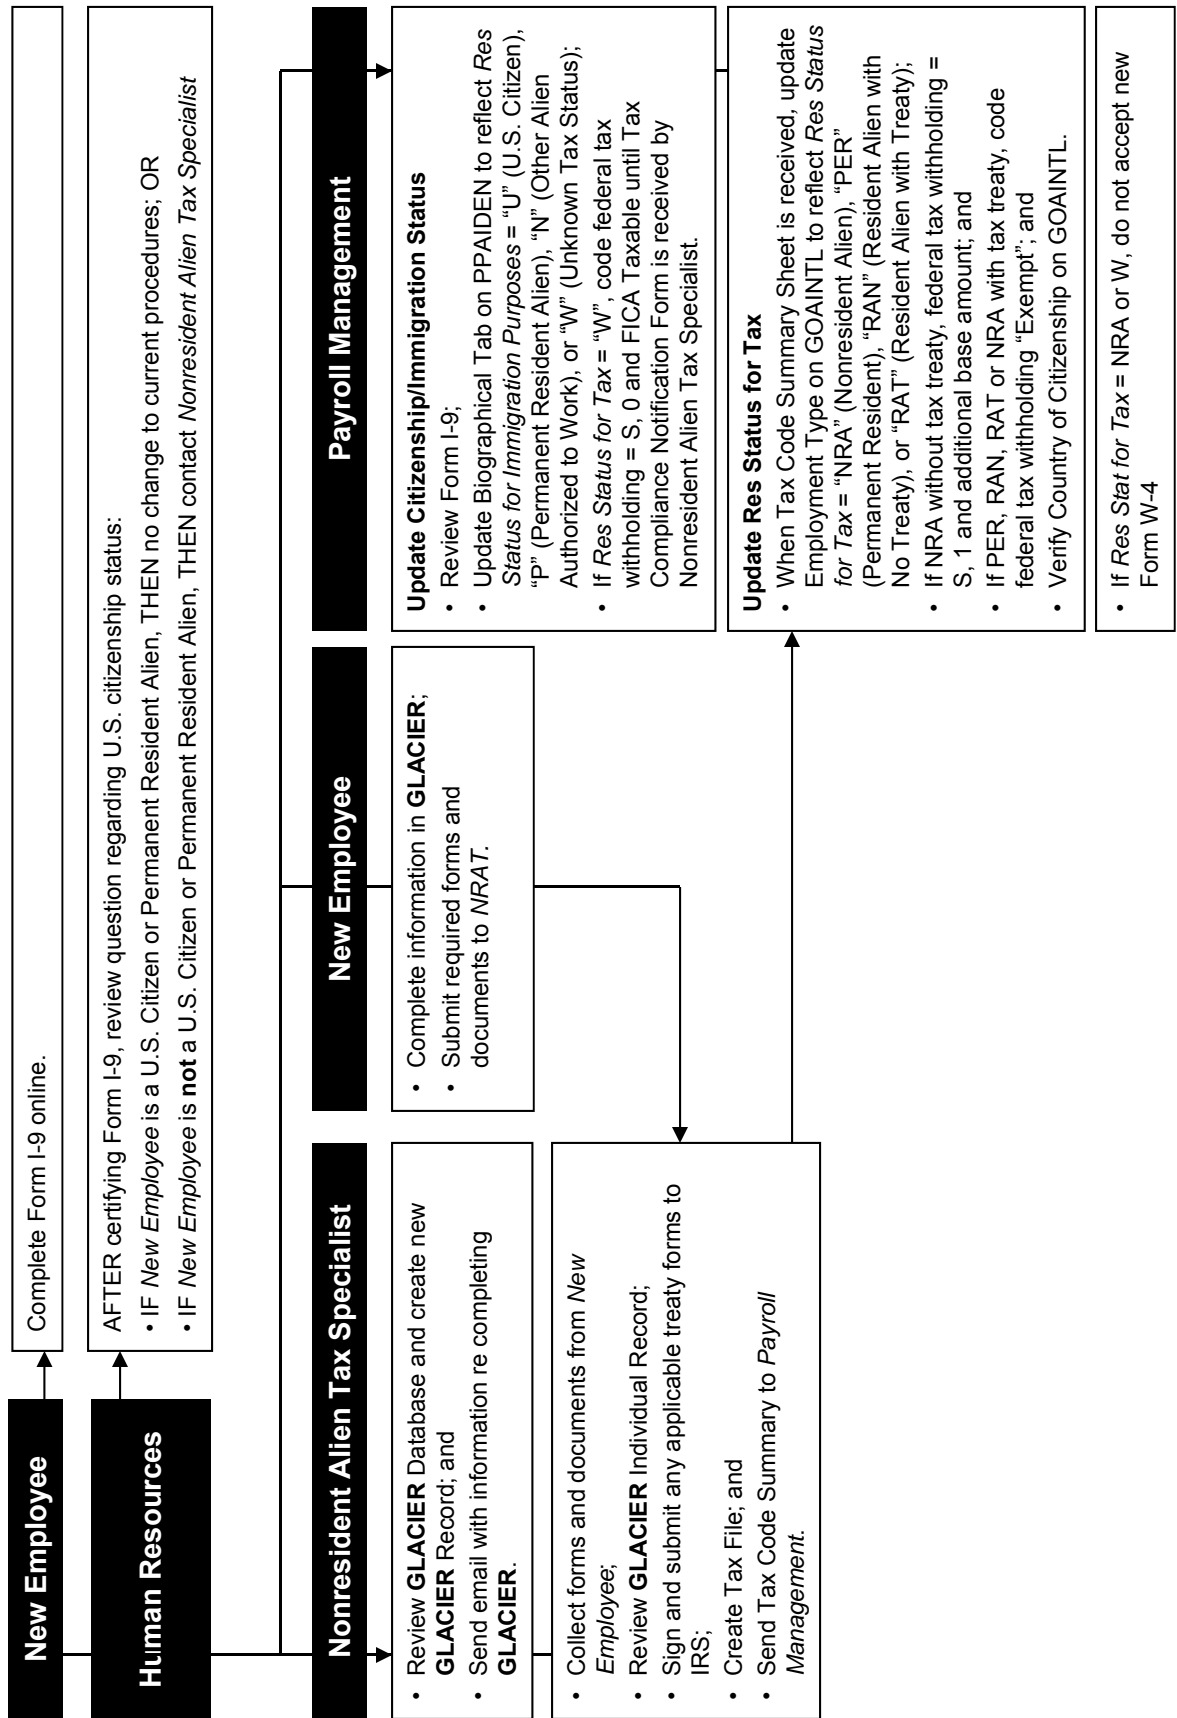 New Employee
Complete Form I-9 online.
Human Resources
AFTER certifying Form I-9, review question regarding U.S. citizenship status:
• IF New Employee is a U.S. Citizen or Permanent Resident Alien, THEN no change to current procedures; OR
• IF New Employee is not a U.S. Citizen or Permanent Resident Alien, THEN contact Nonresident Alien Tax Specialist
Nonresident Alien Tax Specialist
• Review GLACIER Database and create new
GLACIER Record; and
• Send email with information re completing
GLACIER.
• Collect forms and documents from New
Employee;
• Review GLACIER Individual Record;
• Sign and submit any applicable treaty forms to
IRS;
• Create Tax File; and
• Send Tax Code Summary to Payroll
Management.
New Employee
• Complete information in GLACIER;
• Submit required forms and
documents to NRAT.
Payroll Management
Update Citizenship/Immigration Status
• Review Form I-9;
• Update Biographical Tab on PPAIDEN to reflect Res
Status for Immigration Purposes = “U” (U.S. Citizen),
“P” (Permanent Resident Alien), “N” (Other Alien
Authorized to Work), or “W” (Unknown Tax Status);
• If Res Status for Tax = “W”, code federal tax
withholding = S, 0 and FICA Taxable until Tax
Compliance Notification Form is received by
Nonresident Alien Tax Specialist.
Update Res Status for Tax
• When Tax Code Summary Sheet is received, update
Employment Type on GOAINTL to reflect Res Status
for Tax = “NRA” (Nonresident Alien), “PER”
(Permanent Resident), “RAN” (Resident Alien with
No Treaty), or “RAT” (Resident Alien with Treaty);
• If NRA without tax treaty, federal tax withholding =
S, 1 and additional base amount; and
• If PER, RAN, RAT or NRA with tax treaty, code
federal tax withholding “Exempt”; and
• Verify Country of Citizenship on GOAINTL.
• If Res Stat for Tax = NRA or W, do not accept new
Form W-4